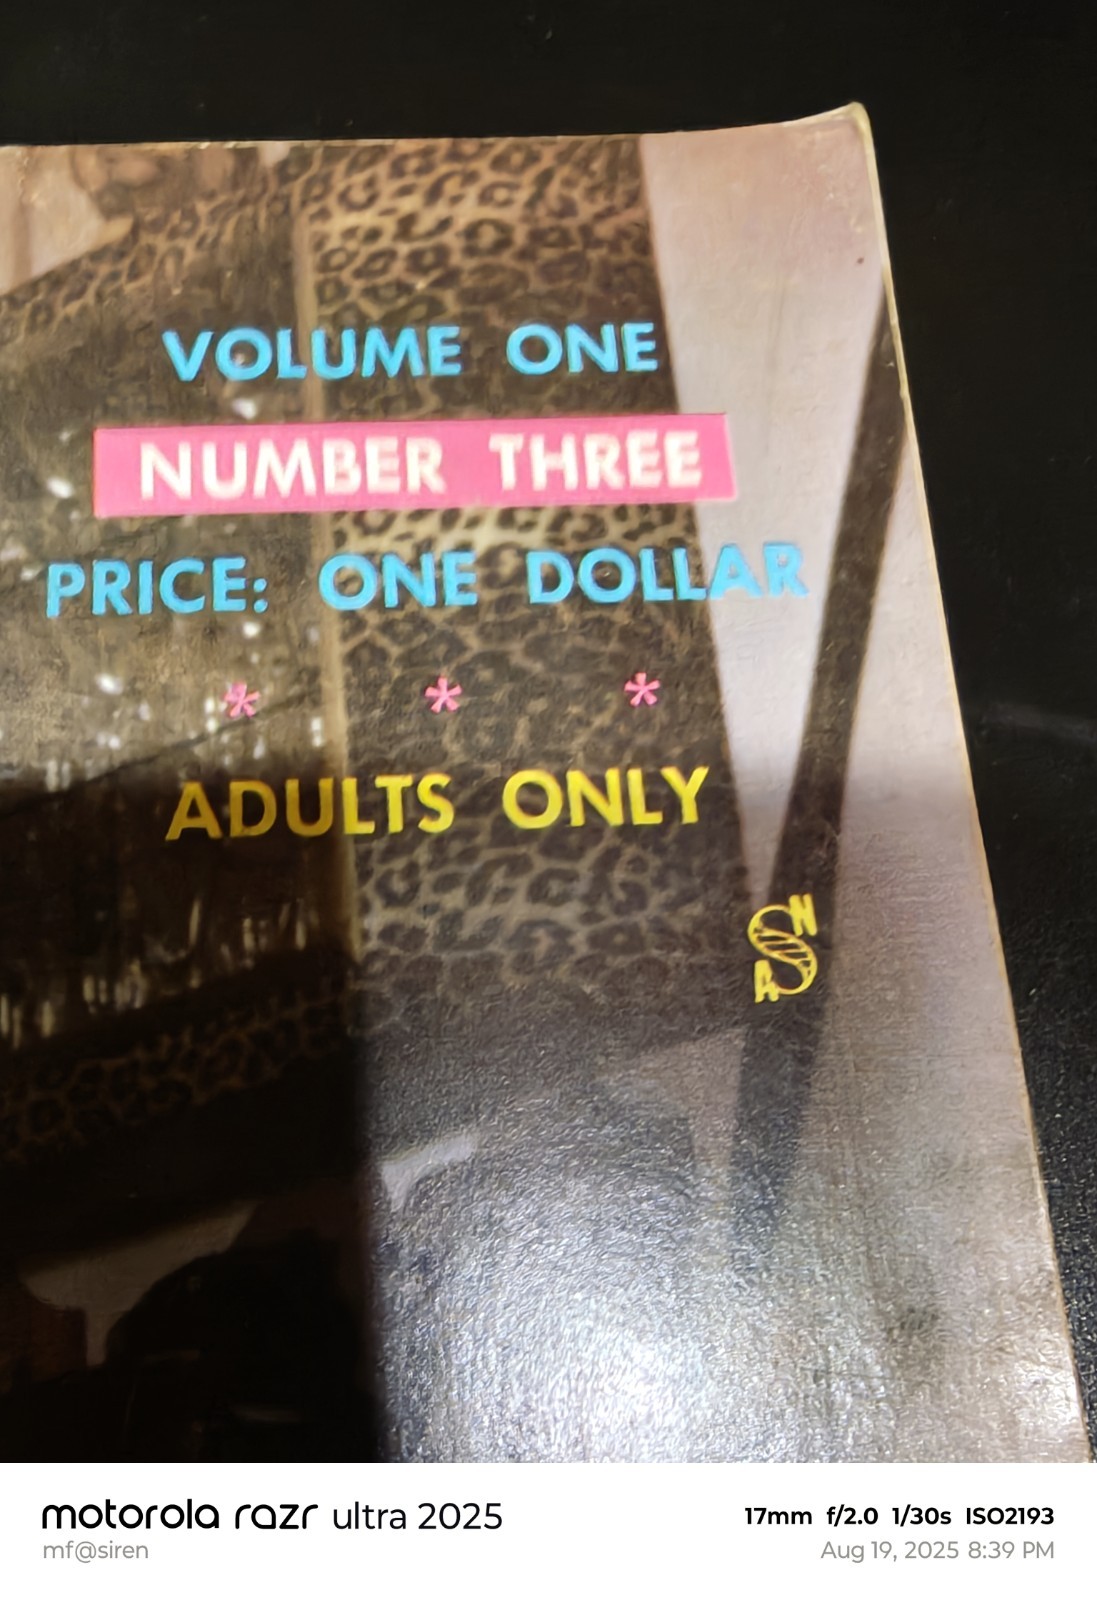 VOLUME ONE
NUMBER THREE
PRICE: ONE DOLLAR
* * *
ADULTS ONLY
N
S
A
motorola razr ultra 2025
mf@siren
17mm f/2.0 1/30s ISO2193
Aug 19, 2025 8:39 PM